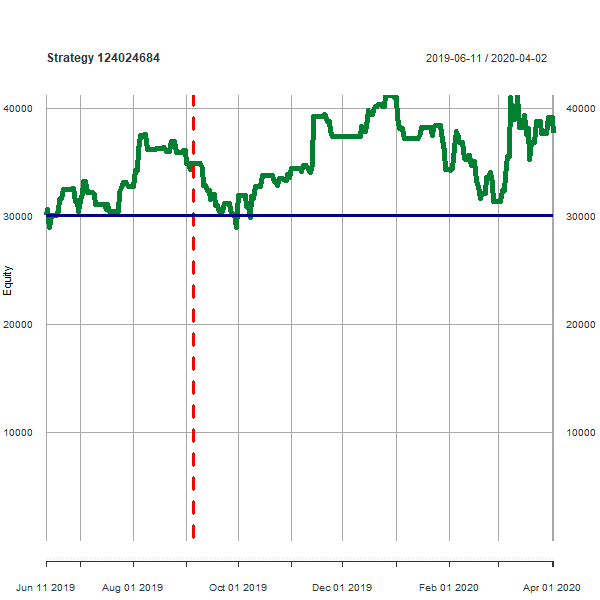 Strategy 124024684
2019-06-11 / 2020-04-02
40000
40000
30000
30000
Equity
20000
20000
10000
10000
Jun 11 2019
Aug 01 2019
Oct 01 2019
Dec 01 2019
Feb 01 2020
Apr 01 2020